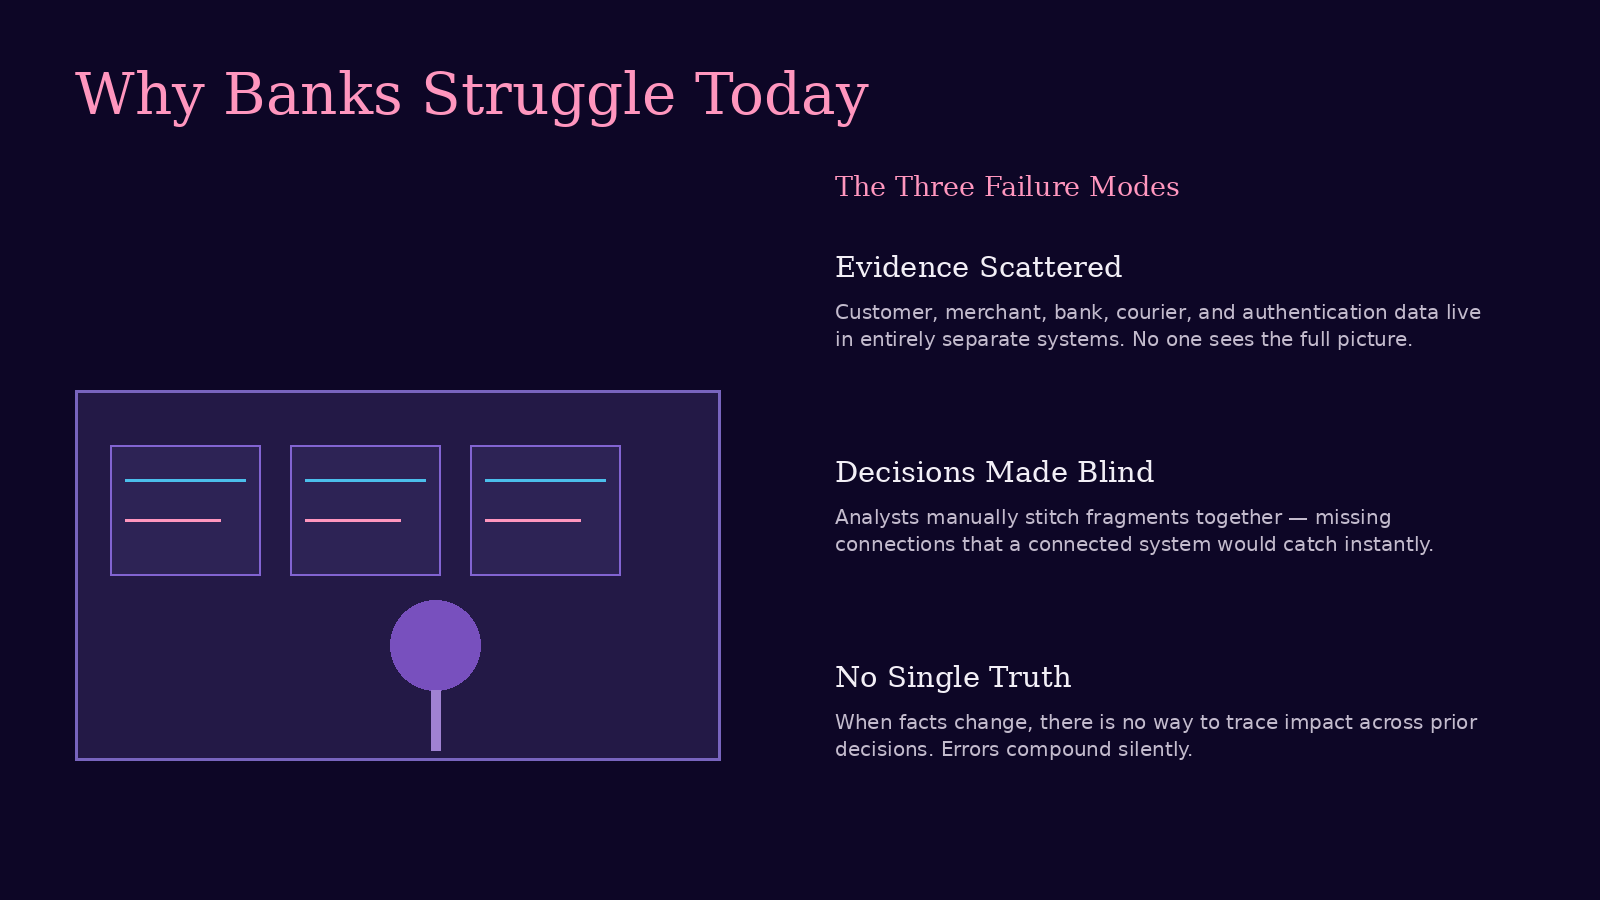 Why Banks Struggle Today
The Three Failure Modes
Evidence Scattered
Customer, merchant, bank, courier, and authentication data live
in entirely separate systems. No one sees the full picture.
Decisions Made Blind
Analysts manually stitch fragments together — missing
connections that a connected system would catch instantly.
No Single Truth
When facts change, there is no way to trace impact across prior
decisions. Errors compound silently.